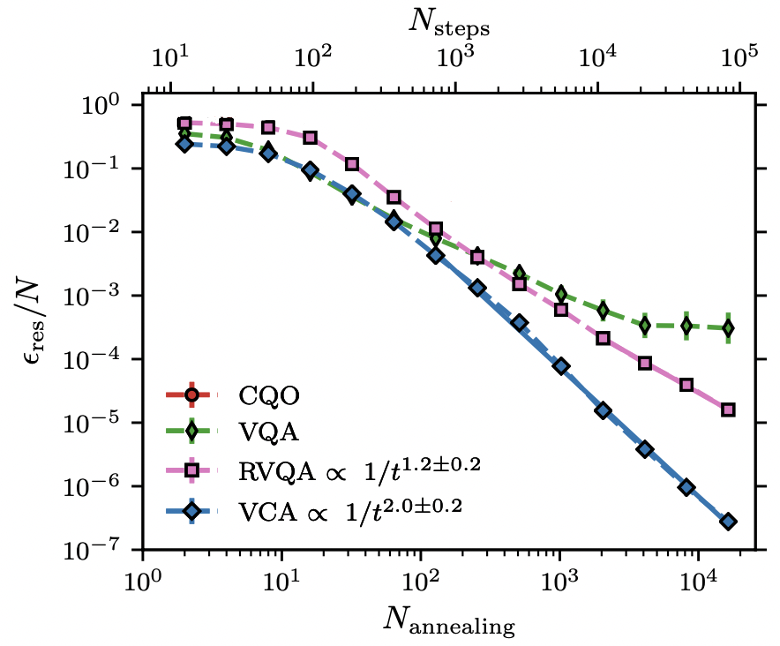 N_steps
10^1 10^2 10^3 10^4 10^5
10^0
10^-1
10^-2
10^-3
10^-4
10^-5
10^-6
10^-7
ϵ_res/N
CQO
VQA
RVQA ∝ 1/t^1.2±0.2
VCA ∝ 1/t^2.0±0.2
10^0 10^1 10^2 10^3 10^4
N_annealing